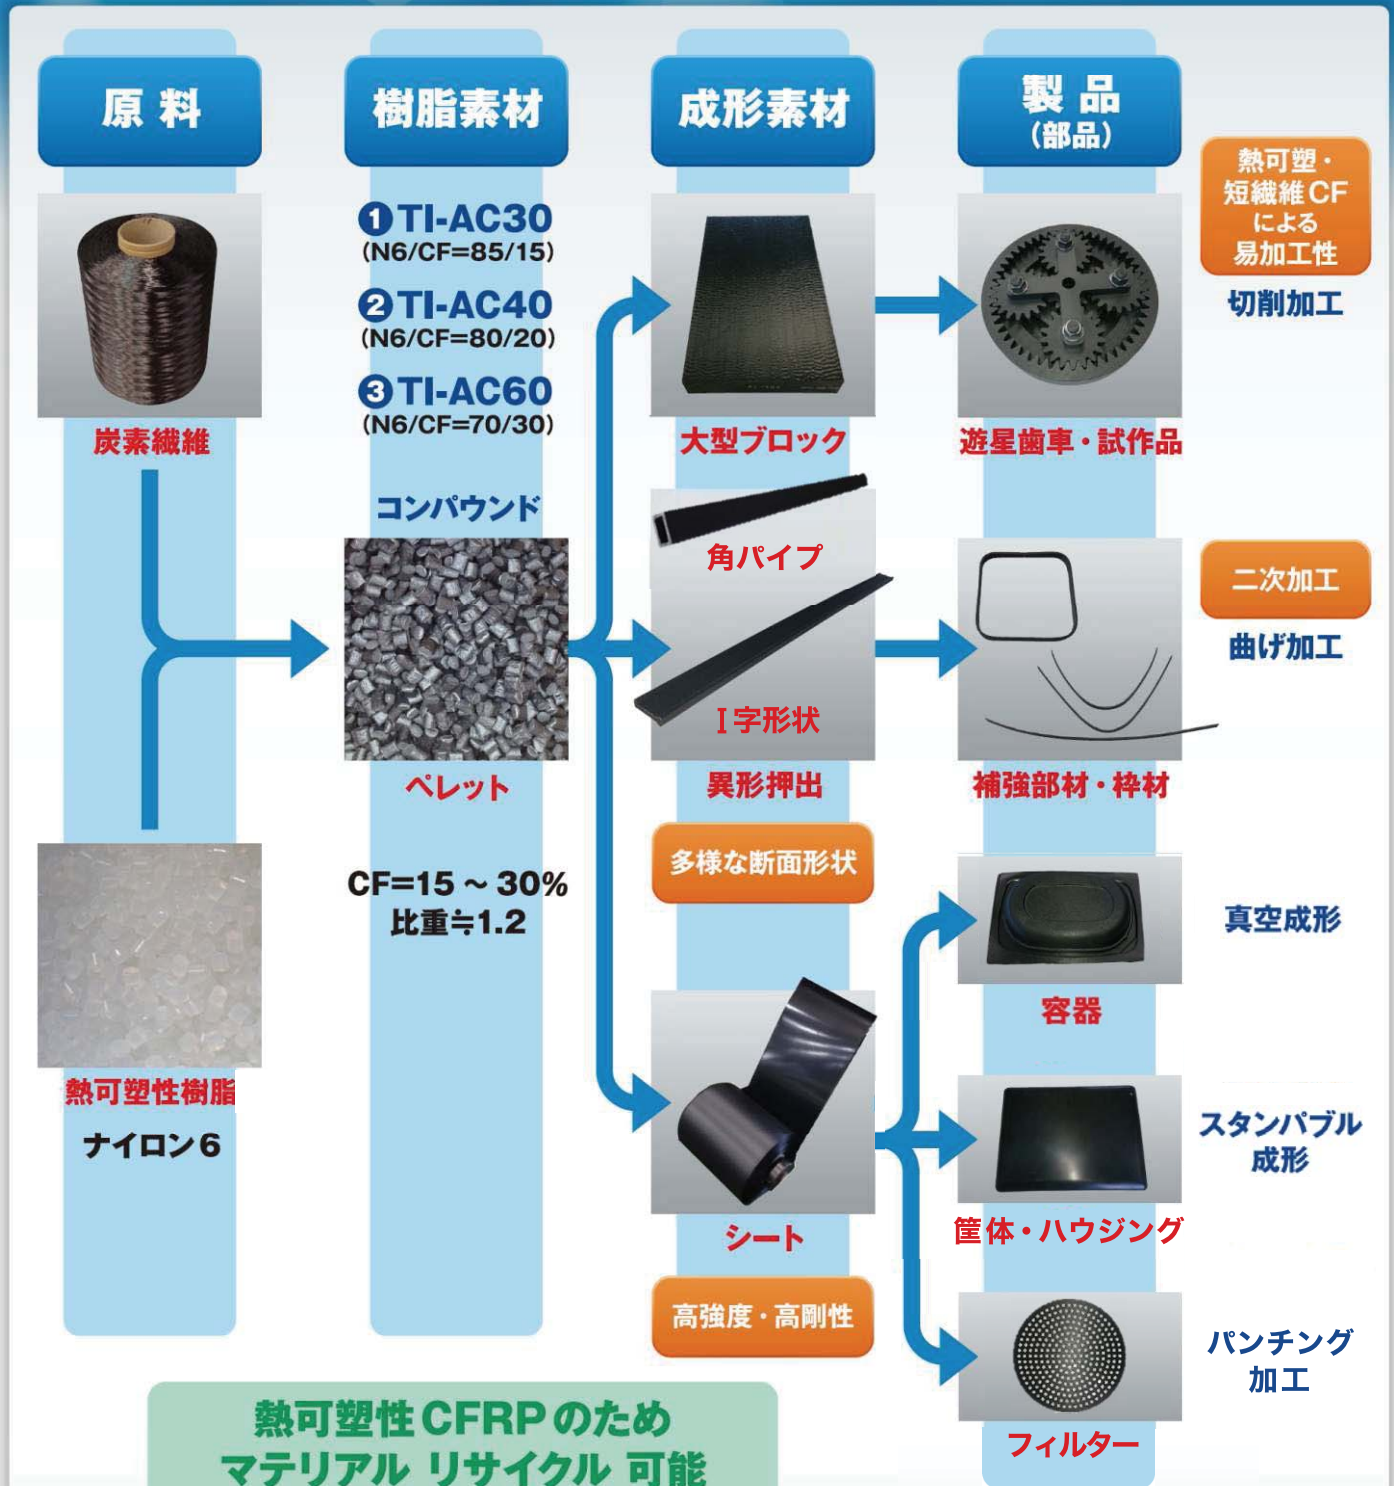 原料
樹脂素材
成形素材
製品
(部品)
熱可塑・
短繊維CF
による
易加工性
切削加工
❶TI-AC30
(N6/CF=85/15)
❷TI-AC40
(N6/CF=80/20)
❸TI-AC60
(N6/CF=70/30)
炭素繊維
大型ブロック
遊星歯車・試作品
コンパウンド
角パイプ
二次加工
曲げ加工
I字形状
ペレット
異形押出
補強部材・枠材
CF=15～30%
比重≒1.2
多様な断面形状
真空成形
容器
熱可塑性樹脂
ナイロン6
スタンパブル
成形
シート
筐体・ハウジング
高強度・高剛性
パンチング
加工
フィルター
熱可塑性CFRPのため
マテリアル リサイクル 可能